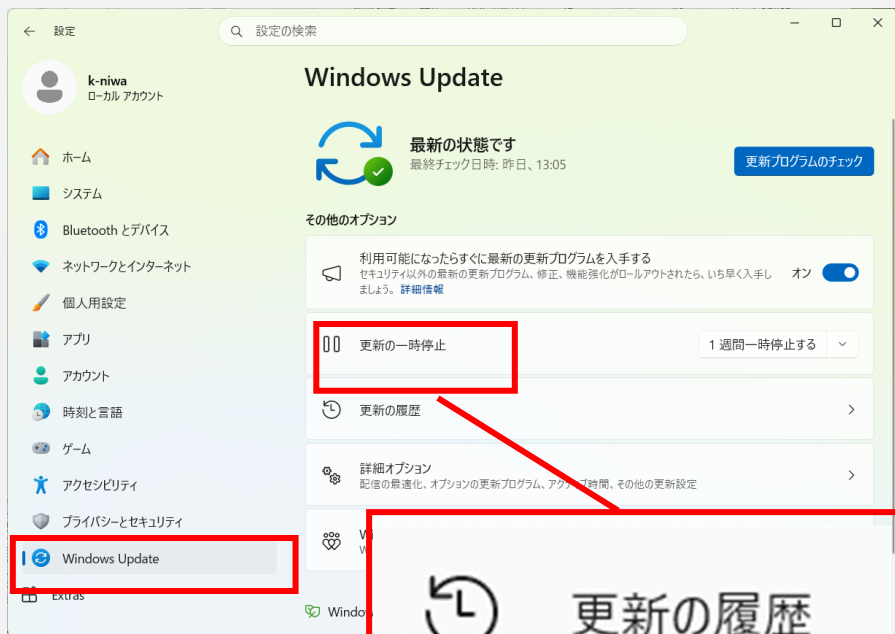 設定
設定の検索
k-niwa
ローカル アカウント
ホーム
システム
Bluetooth とデバイス
ネットワークとインターネット
個人用設定
アプリ
アカウント
時刻と言語
ゲーム
アクセシビリティ
プライバシーとセキュリティ
Windows Update
Extras
Windows Update
最新の状態です
最終チェック日時: 昨日、13:05
更新プログラムのチェック
その他のオプション
利用可能になったらすぐに最新の更新プログラムを入手する
セキュリティ以外の最新の更新プログラム、修正、機能強化がロールアウトされたら、いち早く入手し
ましょう。 詳細情報
オン
更新の一時停止
1 週間一時停止する
更新の履歴
詳細オプション
配信の最適化、オプションの更新プログラム、アクティブ時間、その他の更新設定
Window
更新の履歴